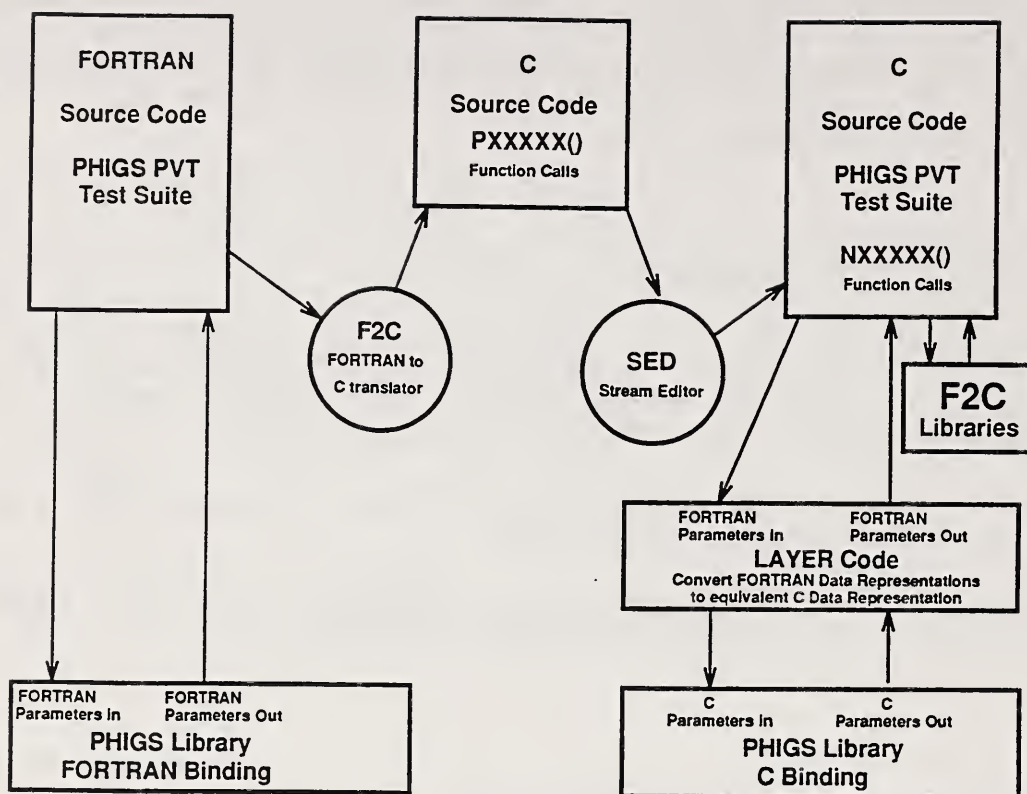 FORTRAN
Source Code
PHIGS PVT
Test Suite
C
Source Code
PXXXXX()
Function Calls
C
Source Code
PHIGS PVT
Test Suite
NXXXXX()
Function Calls
F2C
FORTRAN to
C translator
SED
Stream Editor
F2C
Libraries
FORTRAN
Parameters In
FORTRAN
Parameters Out
LAYER Code
Convert FORTRAN Data Representations
to equivalent C Data Representation
FORTRAN
Parameters In
FORTRAN
Parameters Out
PHIGS Library
FORTRAN Binding
C
Parameters In
C
Parameters Out
PHIGS Library
C Binding